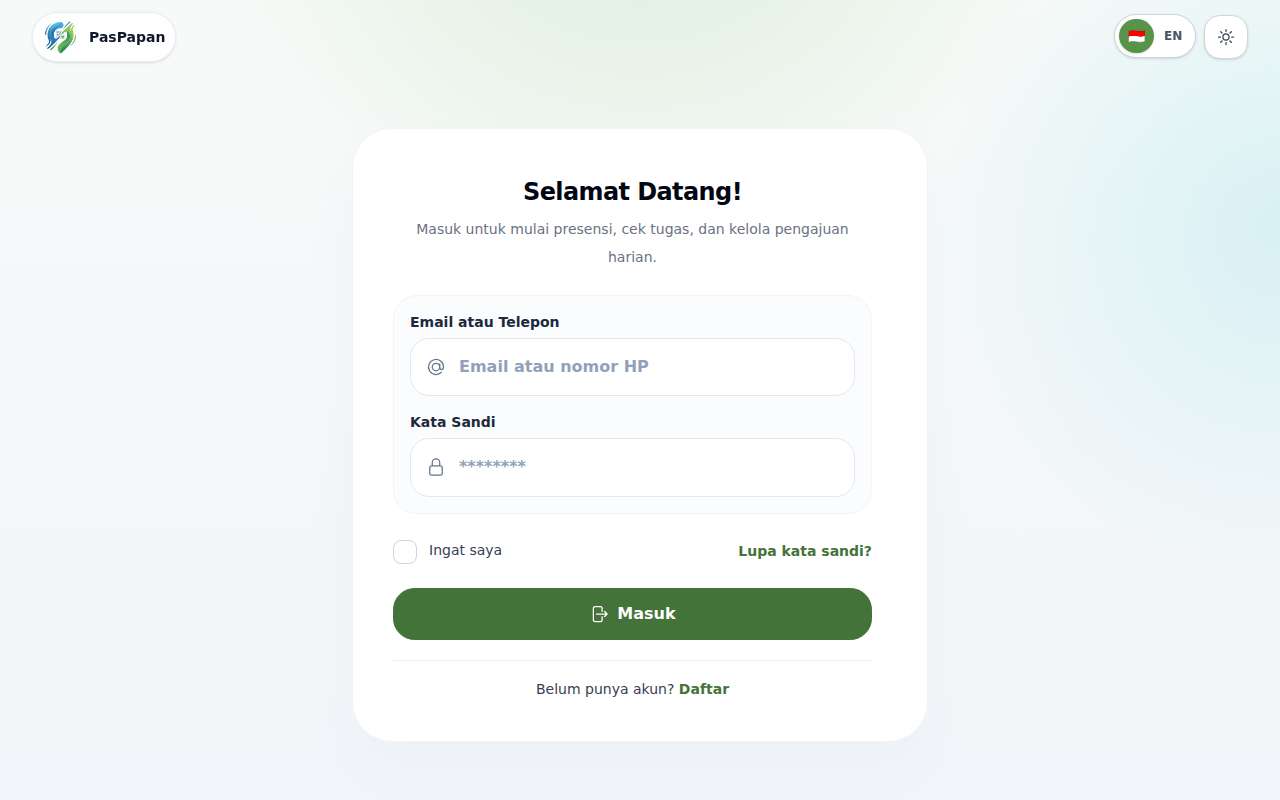 PasPapan
EN
Selamat Datang!
Masuk untuk mulai presensi, cek tugas, dan kelola pengajuan
harian.
Email atau Telepon
Email atau nomor HP
Kata Sandi
********
Ingat saya
Lupa kata sandi?
Masuk
Belum punya akun? Daftar